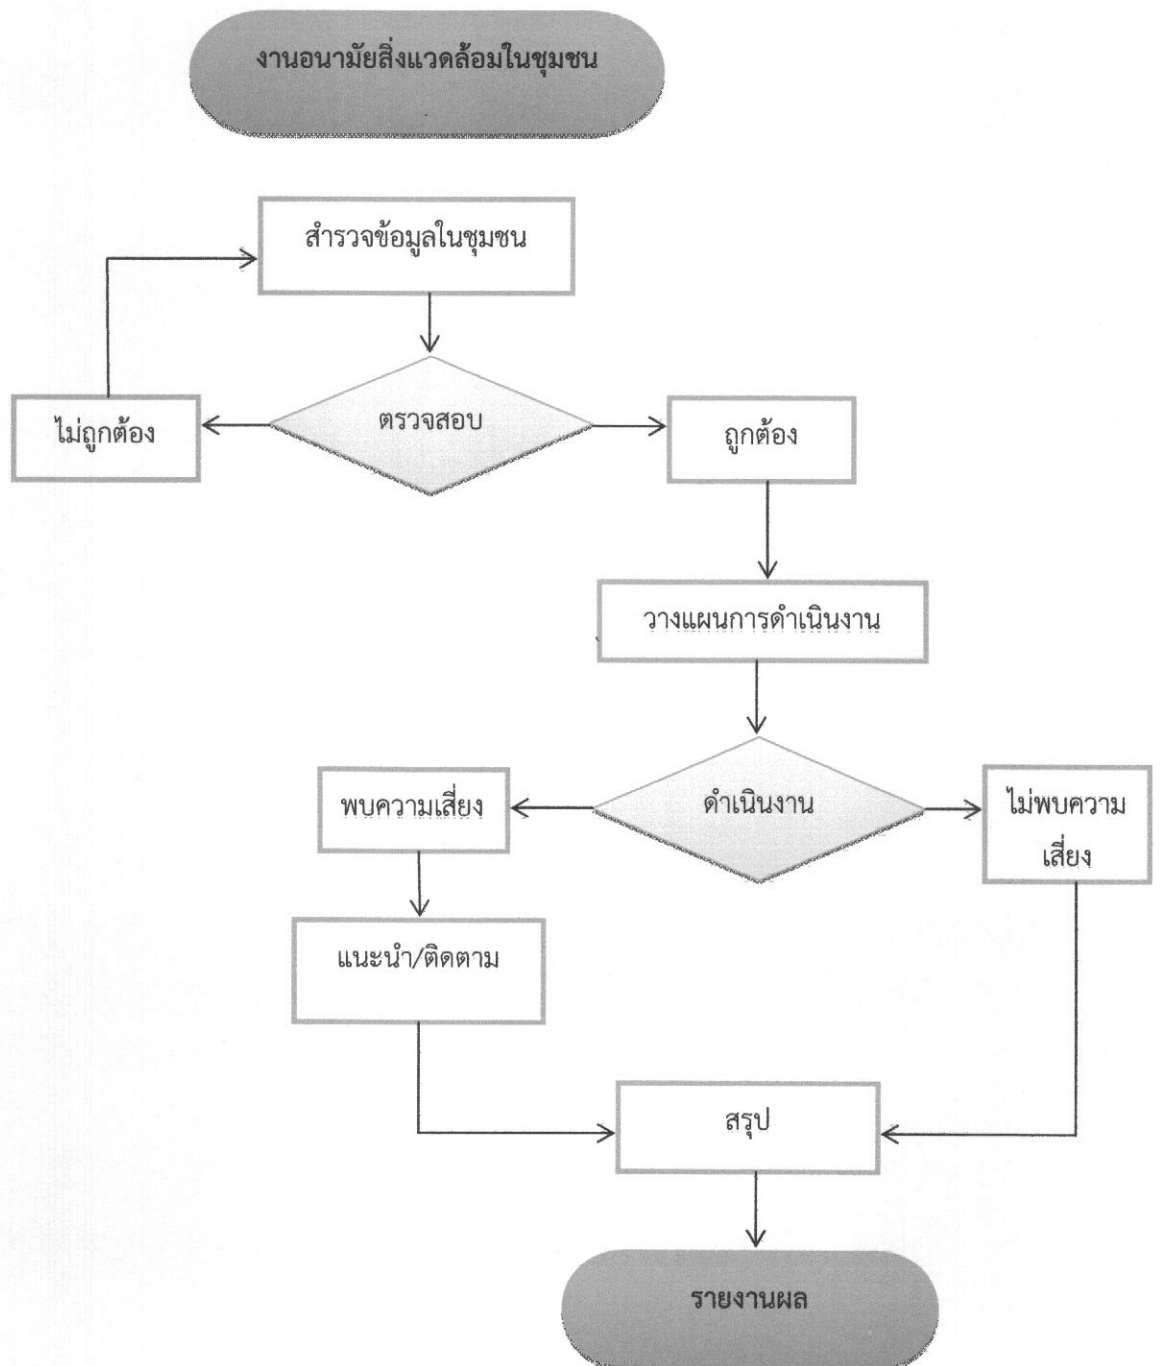 งานอนามัยสิ่งแวดล้อมในชุมชน
สำรวจข้อมูลในชุมชน
ไม่ถูกต้อง
ตรวจสอบ
ถูกต้อง
วางแผนการดำเนินงาน
พบความเสี่ยง
ดำเนินงาน
ไม่พบความ
เสี่ยง
แนะนำ/ติดตาม
สรุป
รายงานผล